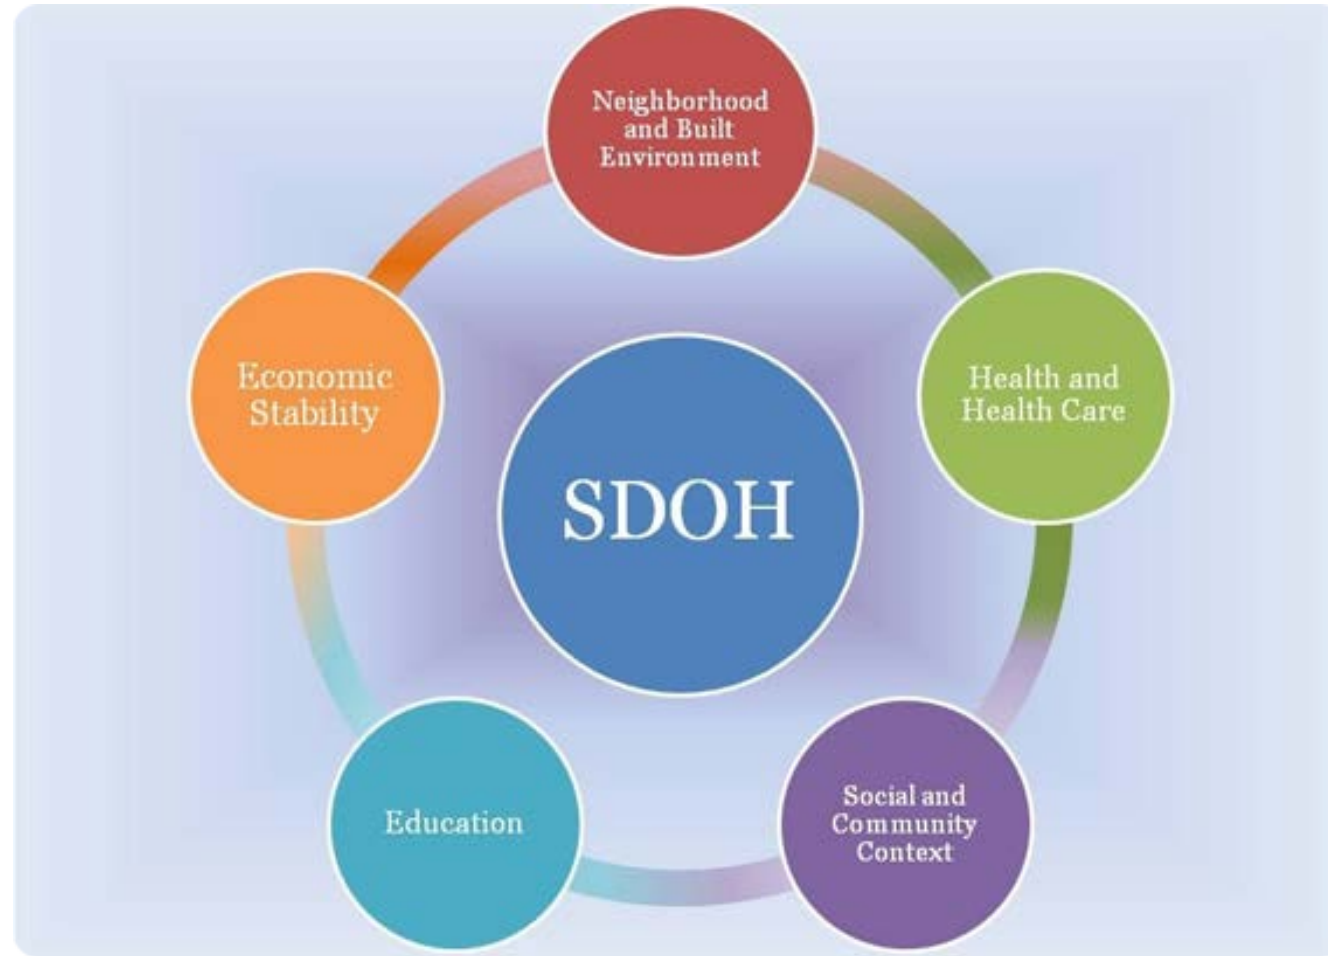 Neighborhood
and Built
Environment
Economic
Stability
Health and
Health Care
SDOH
Education
Social and
Community
Context